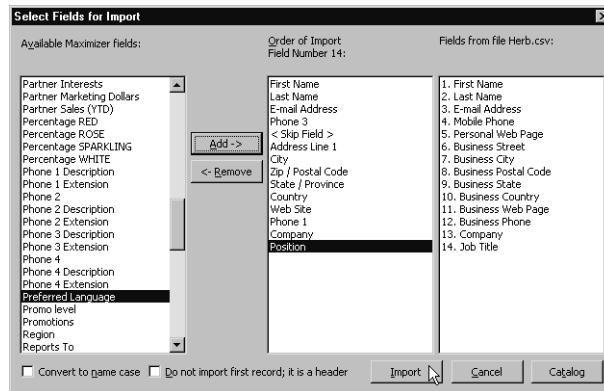 Select Fields for Import
Available Maximizer fields:
Order of Import
Field Number 14:
Fields from file Herb.csv:
Partner Interests
Partner Marketing Dollars
Partner Sales (YTD)
Percentage RED
Percentage ROSE
Percentage SPARKLING
Percentage WHITE
Phone 1 Description
Phone 1 Extension
Phone 2
Phone 2 Description
Phone 2 Extension
Phone 3 Description
Phone 3 Extension
Phone 4
Phone 4 Description
Phone 4 Extension
Preferred Language
Promo level
Promotions
Region
Reports To
Add ->
<- Remove
First Name
Last Name
E-mail Address
Phone 3
< Skip Field >
Address Line 1
City
Zip / Postal Code
State / Province
Country
Web Site
Phone 1
Company
Position
1. First Name
2. Last Name
3. E-mail Address
4. Mobile Phone
5. Personal Web Page
6. Business Street
7. Business City
8. Business Postal Code
9. Business State
10. Business Country
11. Business Web Page
12. Business Phone
13. Company
14. Job Title
Convert to name case
Do not import first record; it is a header
Import
Cancel
Catalog